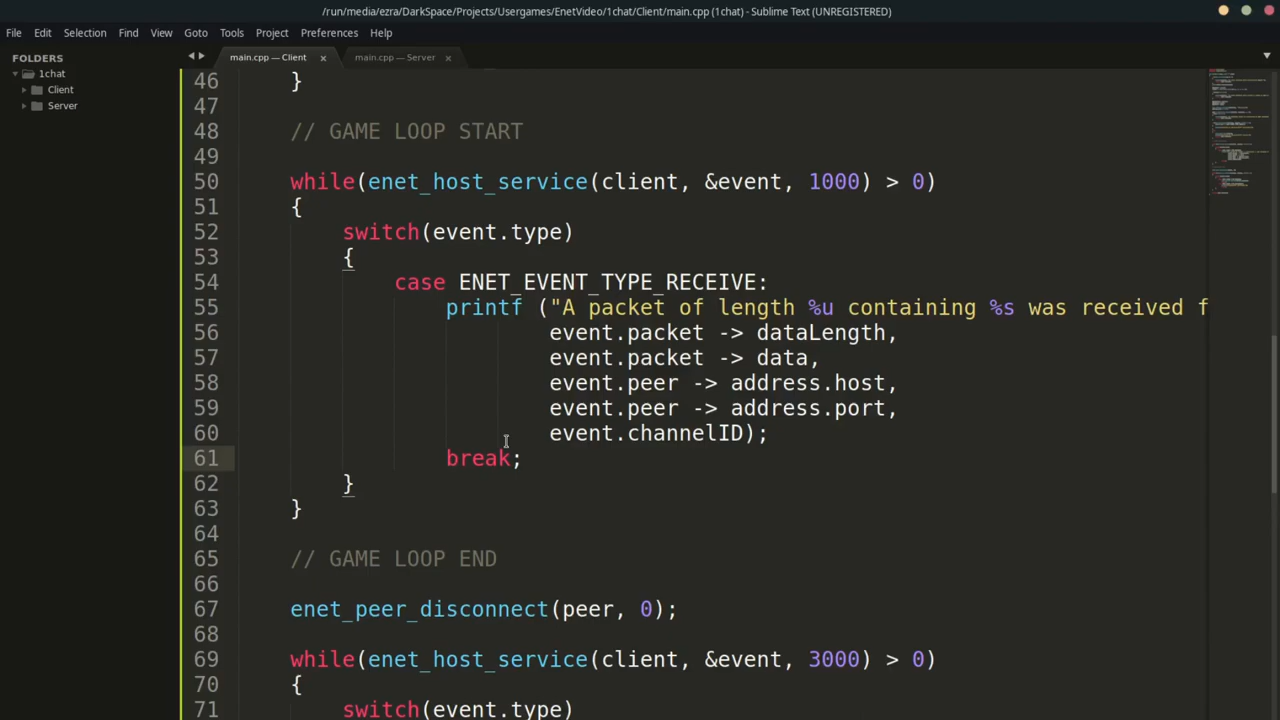 /run/media/ezra/DarkSpace/Projects/Usergames/EnetVideo/1chat/Client/main.cpp (1chat) - Sublime Text (UNREGISTERED)
File Edit Selection Find View Goto Tools Project Preferences Help
FOLDERS
1chat
Client
Server
main.cpp — Client × main.cpp — Server ×
46 }
47
48 // GAME LOOP START
49
50 while(enet_host_service(client, &event, 1000) > 0)
51 {
52 switch(event.type)
53 {
54 case ENET_EVENT_TYPE_RECEIVE:
55 printf ("A packet of length %u containing %s was received f
56 event.packet -> dataLength,
57 event.packet -> data,
58 event.peer -> address.host,
59 event.peer -> address.port,
60 event.channelID);
61 break;
62 }
63 }
64
65 // GAME LOOP END
66
67 enet_peer_disconnect(peer, 0);
68
69 while(enet_host_service(client, &event, 3000) > 0)
70 {
71 switch(event.type)